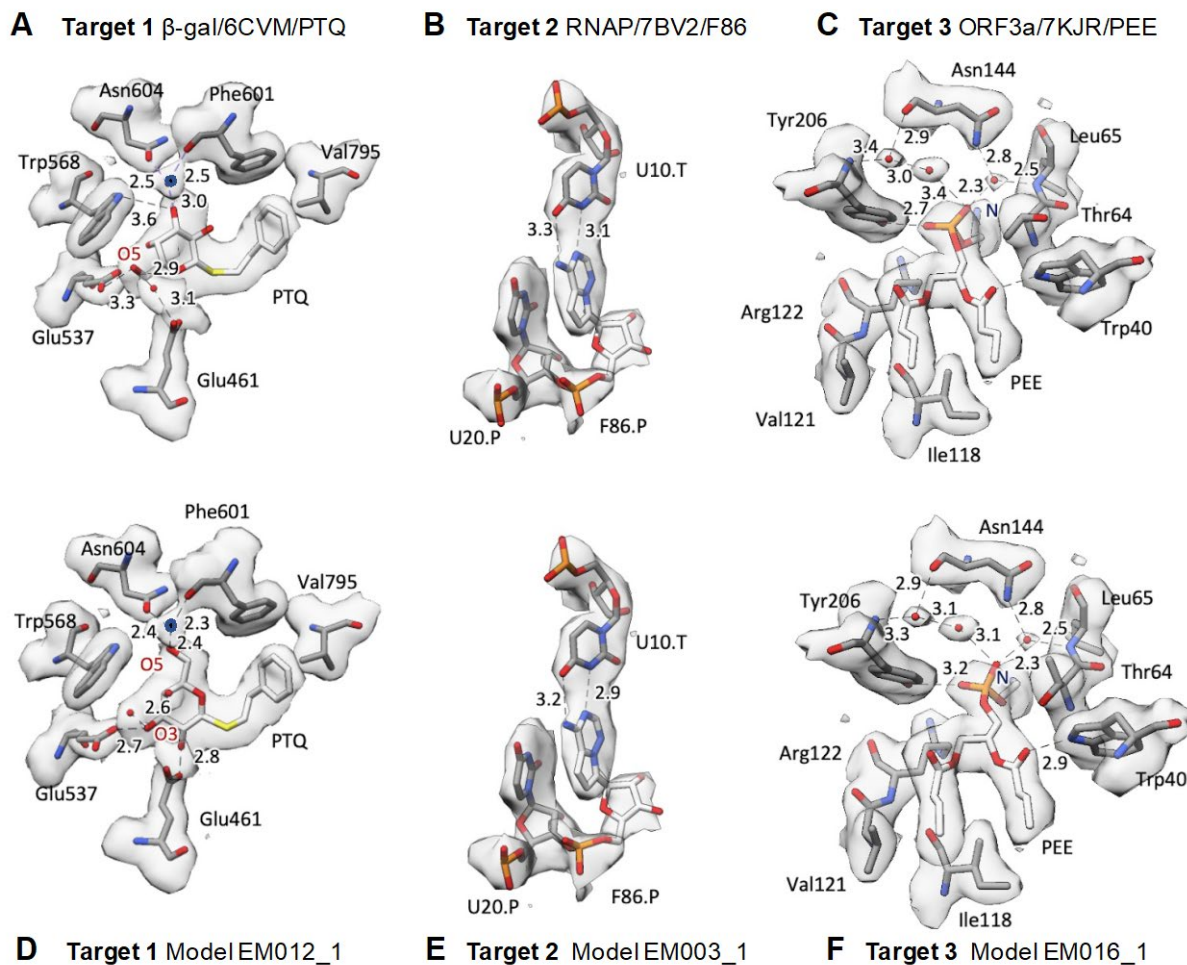 A Target 1 β-gal/6CVM/PTQ
B Target 2 RNAP/7BV2/F86
C Target 3 ORF3a/7KJR/PEE
Asn604
Phe601
Trp568
Val795
2.5
2.5
3.0
3.6
O5
2.9
3.3
3.1
PTQ
Glu537
Glu461
U10.T
3.3
3.1
U20.P
F86.P
Asn144
Tyr206
Leu65
2.9
3.4
2.8
3.0
2.5
3.4
2.3
2.7
N
Thr64
Arg122
Trp40
PEE
Val121
Ile118
Phe601
Asn604
Val795
Trp568
2.4
2.3
2.4
O5
2.6
O3
2.7
2.8
PTQ
Glu537
Glu461
U10.T
3.2
2.9
U20.P
F86.P
Asn144
Tyr206
Leu65
2.9
3.1
2.8
3.3
3.1
2.5
3.2
2.3
N
Thr64
Arg122
2.9
Trp40
PEE
Val121
Ile118
D Target 1 Model EM012_1
E Target 2 Model EM003_1
F Target 3 Model EM016_1